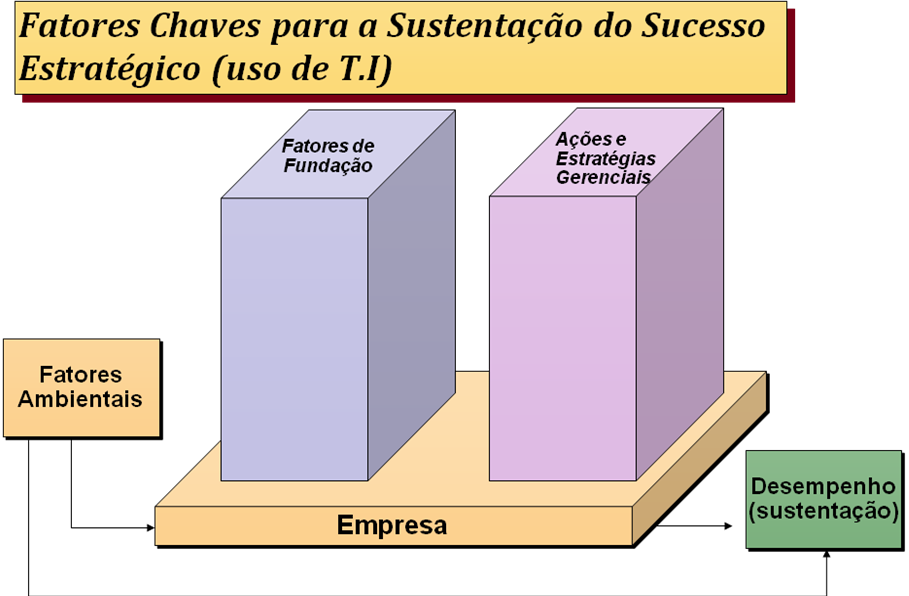 Fatores Chaves para a Sustentação do Sucesso
Estratégico (uso de T.I)
Fatores de
Fundação
Ações e
Estratégias
Gerenciais
Fatores
Ambientais
Empresa
Desempenho
(sustentação)